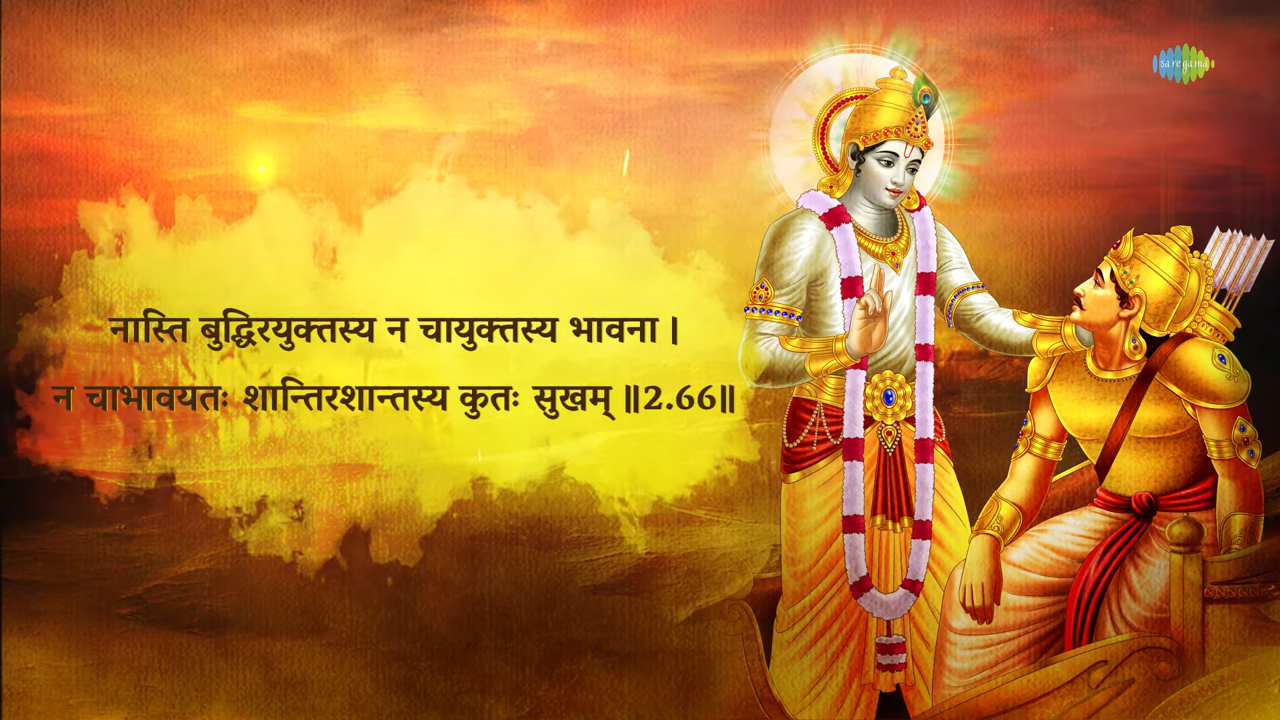 saregama
नास्ति बुद्धिरयुक्तस्य न चायुक्तस्य भावना |
न चाभावयतः शान्तिरशान्तस्य कुतः सुखम् ॥2.66॥